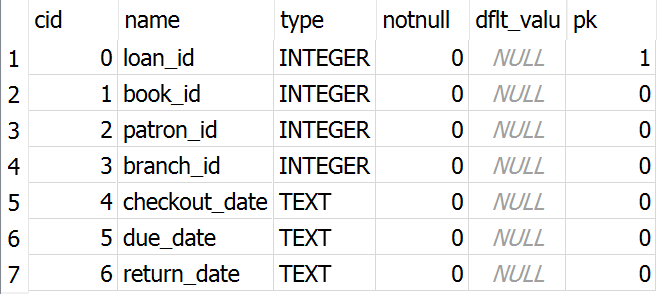 cid name type notnull dflt_valu pk
1 0 loan_id INTEGER 0 NULL 1
2 1 book_id INTEGER 0 NULL 0
3 2 patron_id INTEGER 0 NULL 0
4 3 branch_id INTEGER 0 NULL 0
5 4 checkout_date TEXT 0 NULL 0
6 5 due_date TEXT 0 NULL 0
7 6 return_date TEXT 0 NULL 0